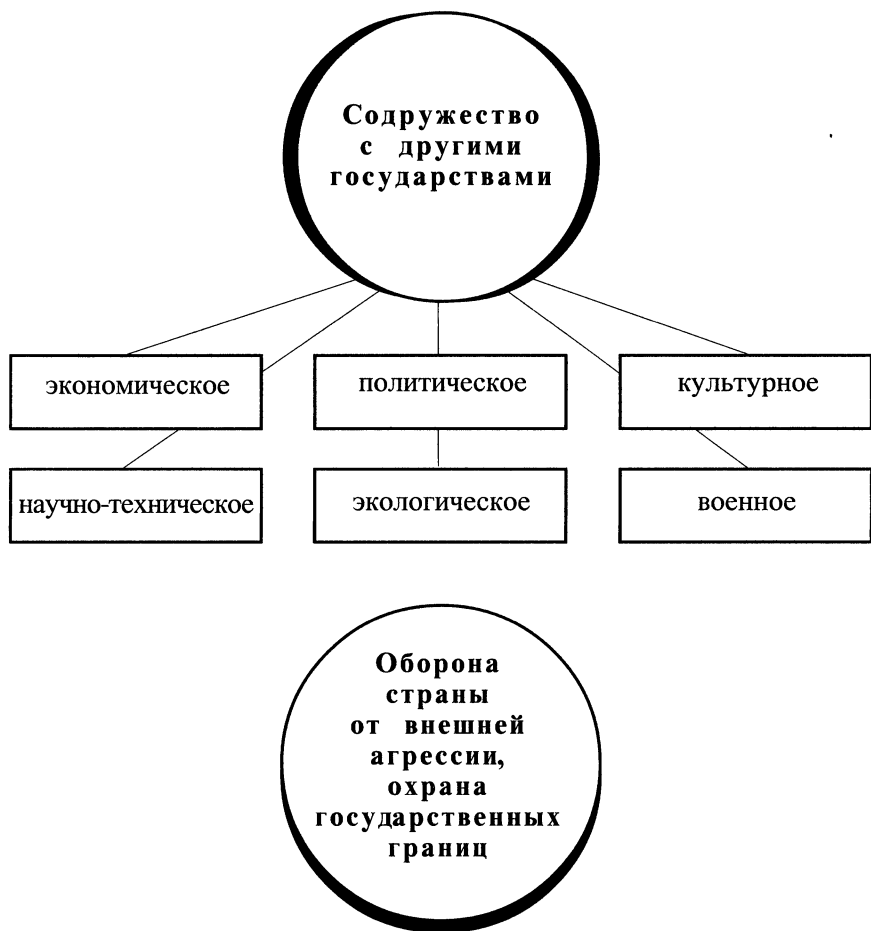 Содружество
с другими
государствами
экономическое
политическое
культурное
научно-техническое
экологическое
военное
Оборона
страны
от внешней
агрессии,
охрана
государственных
границ